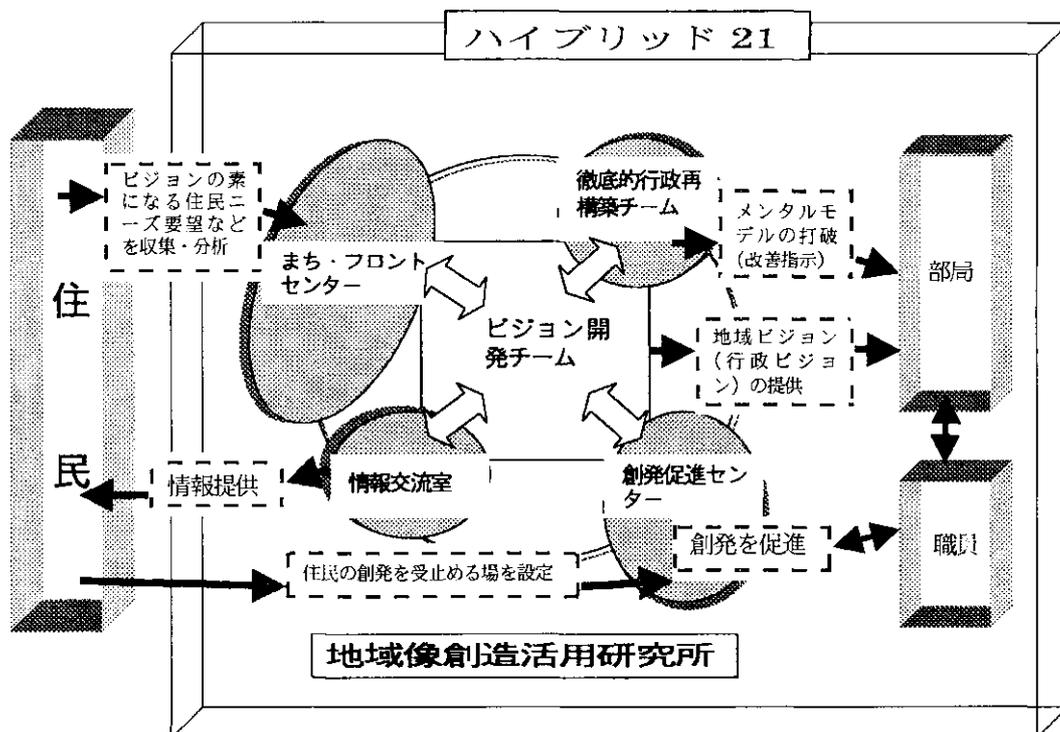 ハイブリッド 21
住
民
ビジョンの素
になる住民ニ
ーズ要望など
を収集・分析
まち・フロント
センター
徹底的行政再
構築チーム
メンタルモ
デルの打破
(改善指示)
部局
ビジョン開
発チーム
地域ビジョン
(行政ビジョ
ン)の提供
情報提供
情報交流室
創発促進セン
ター
創発を促進
職員
住民の創発を受止める場を設定
地域像創造活用研究所